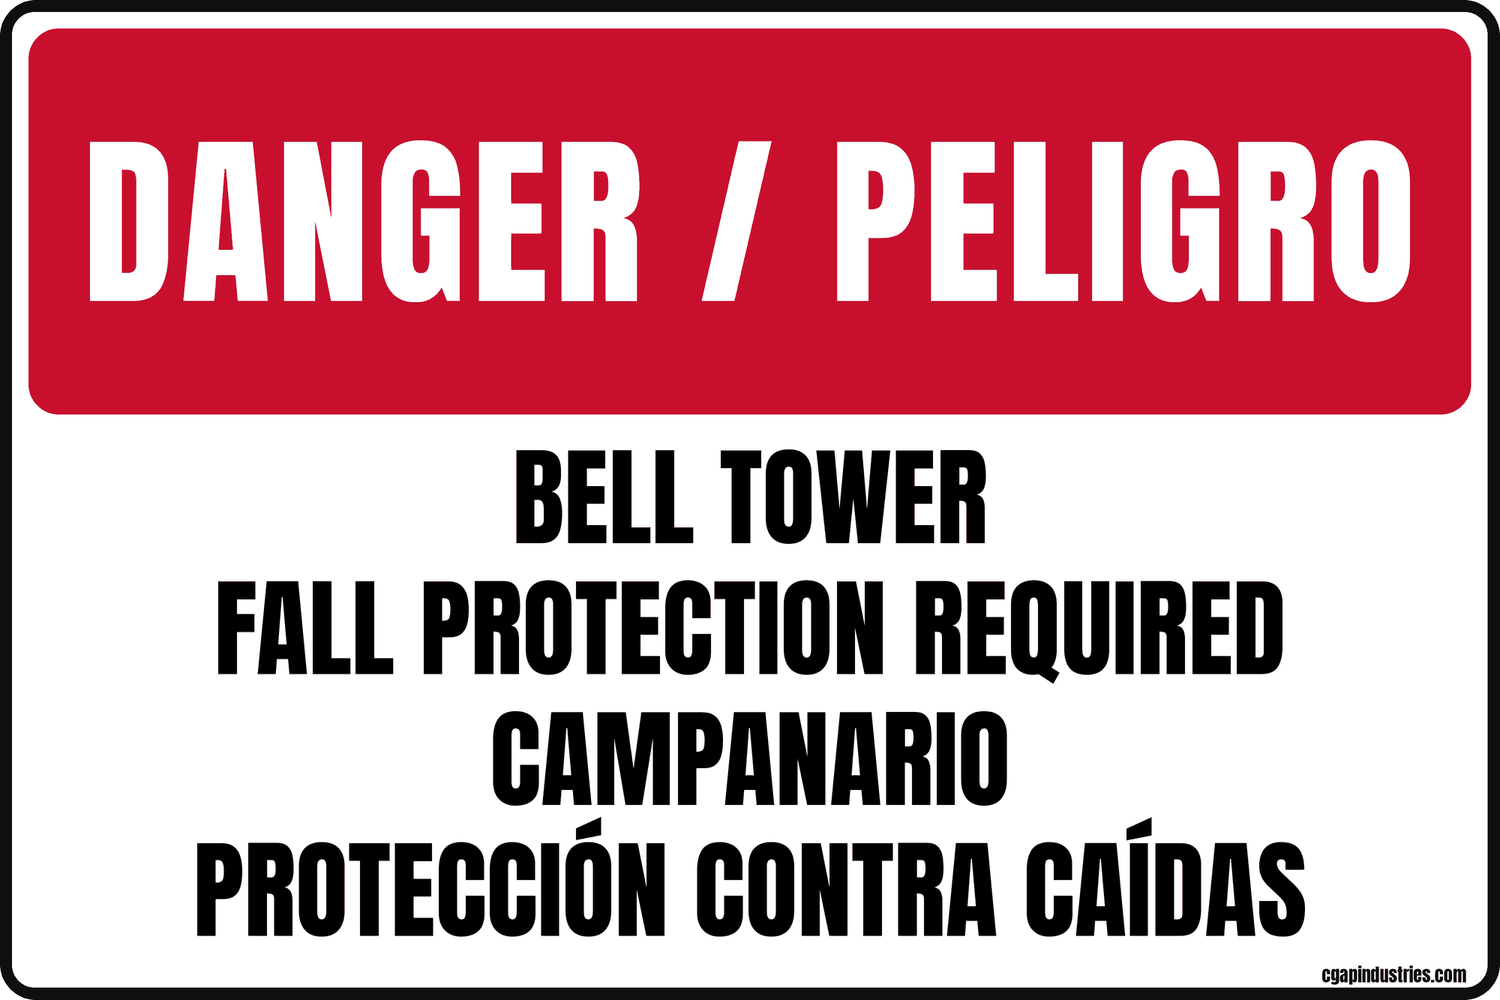 DANGER / PELIGRO
BELL TOWER
FALL PROTECTION REQUIRED
CAMPANARIO
PROTECCIÓN CONTRA CAÍDAS
cgapindustries.com